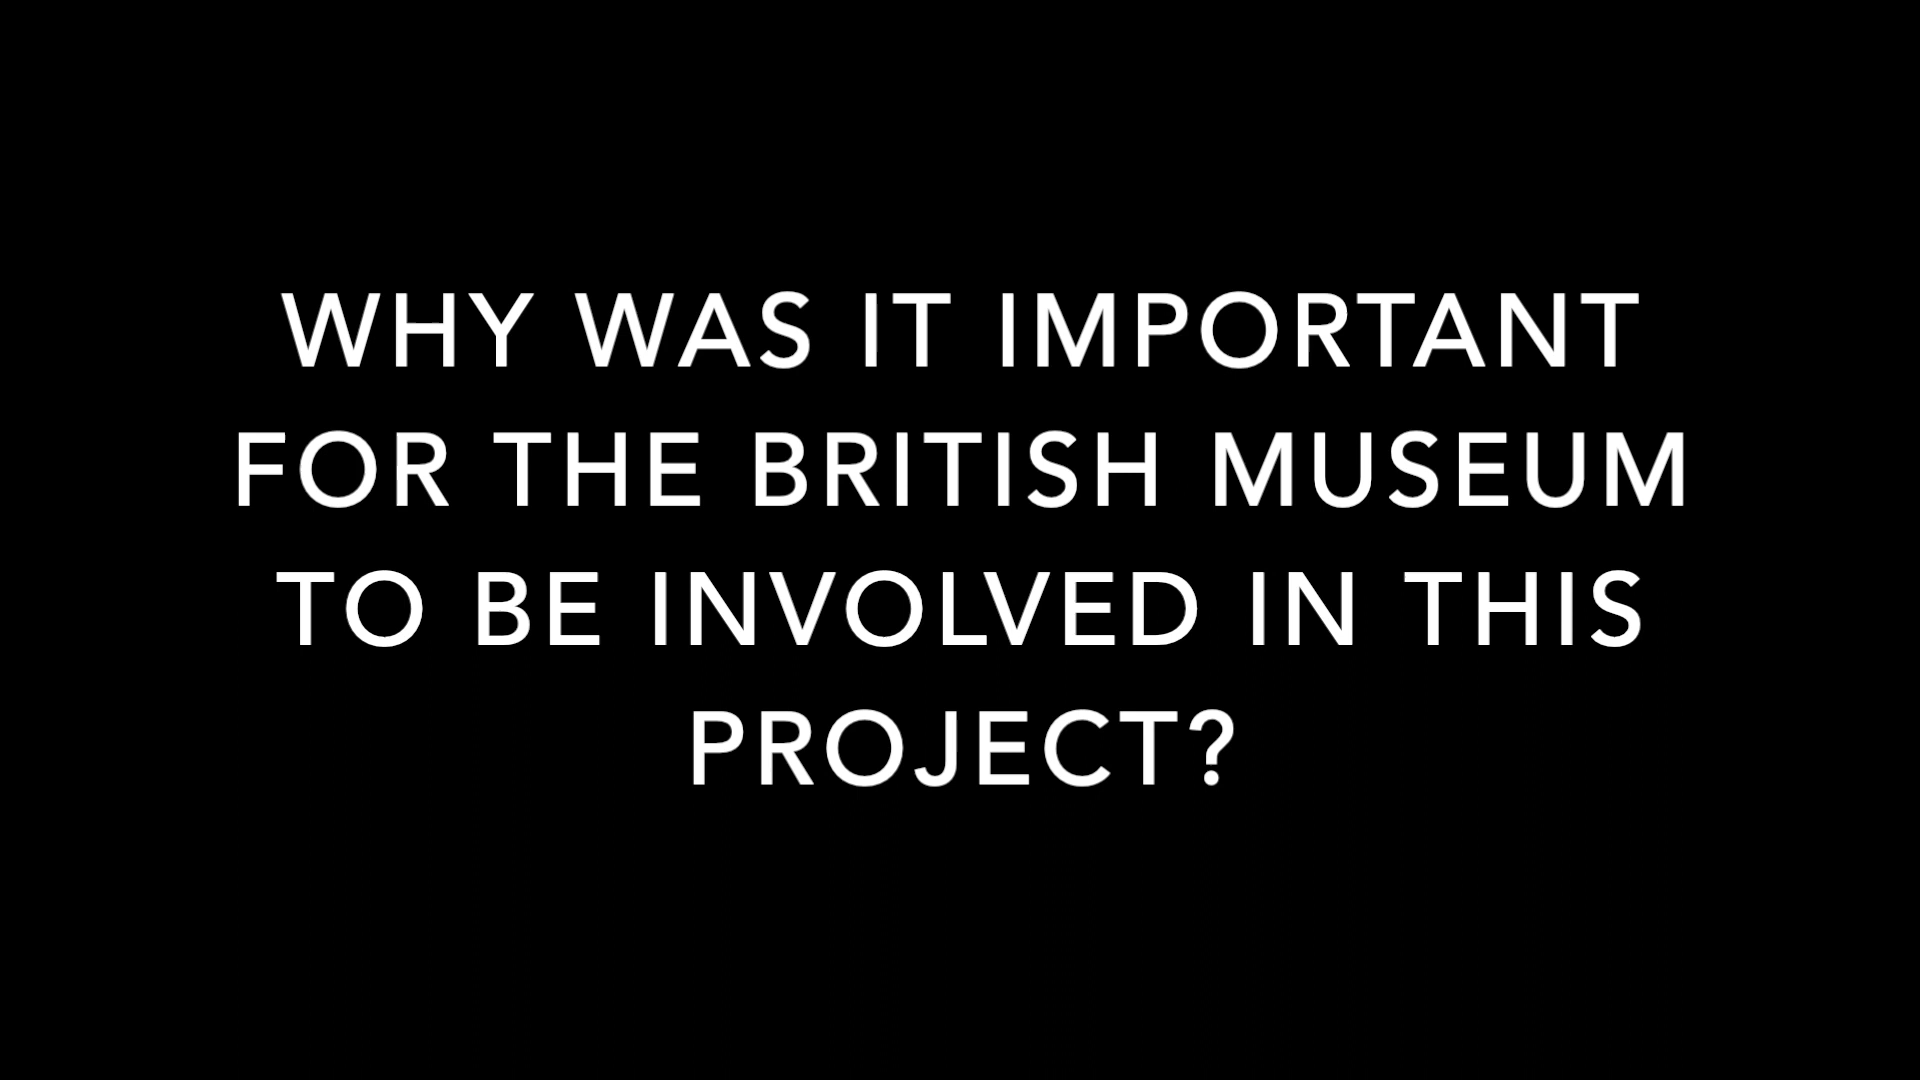 WHY WAS IT IMPORTANT
FOR THE BRITISH MUSEUM
TO BE INVOLVED IN THIS
PROJECT?